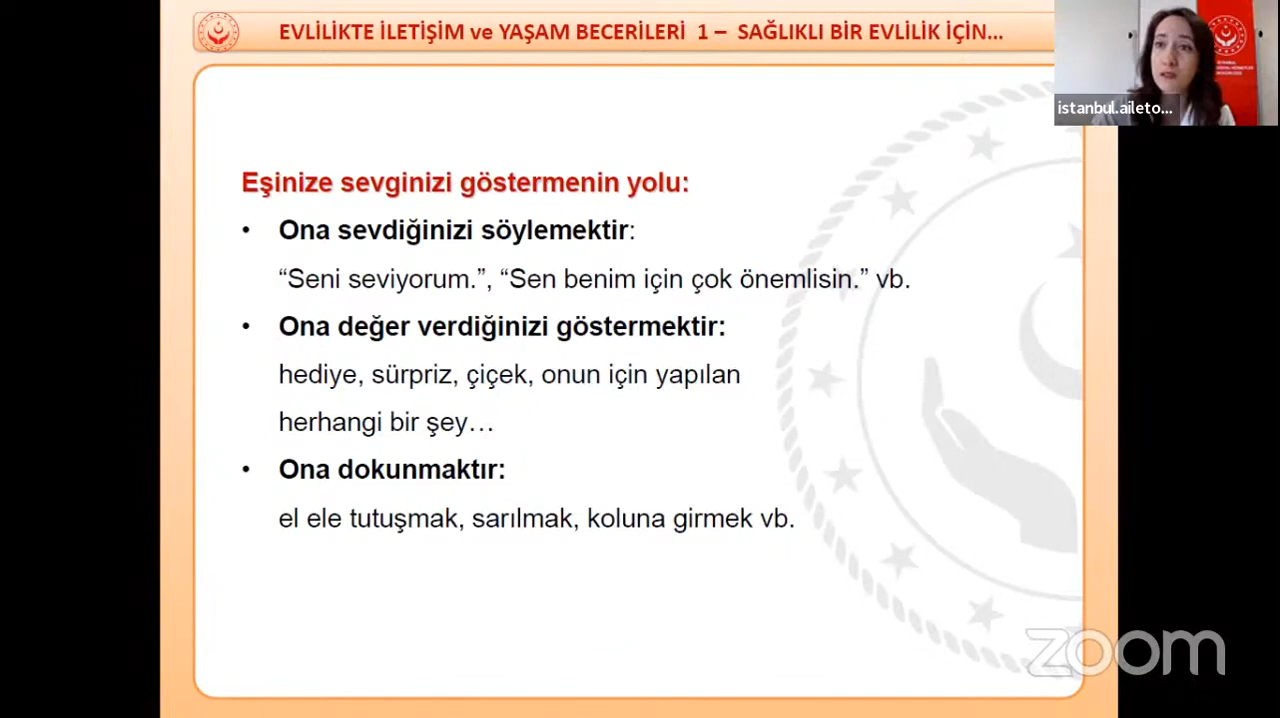 EVLİLİKTE İLETİŞİM ve YAŞAM BECERİLERİ 1 – SAĞLIKLI BİR EVLİLİK İÇİN...
istanbul.aileto...
Eşinize sevginizi göstermenin yolu:
• Ona sevdiğinizi söylemektir:
“Seni seviyorum.”, “Sen benim için çok önemlisin.” vb.
• Ona değer verdiğinizi göstermektir:
hediye, sürpriz, çiçek, onun için yapılan
herhangi bir şey…
• Ona dokunmaktır:
el ele tutuşmak, sarılmak, koluna girmek vb.
zoom